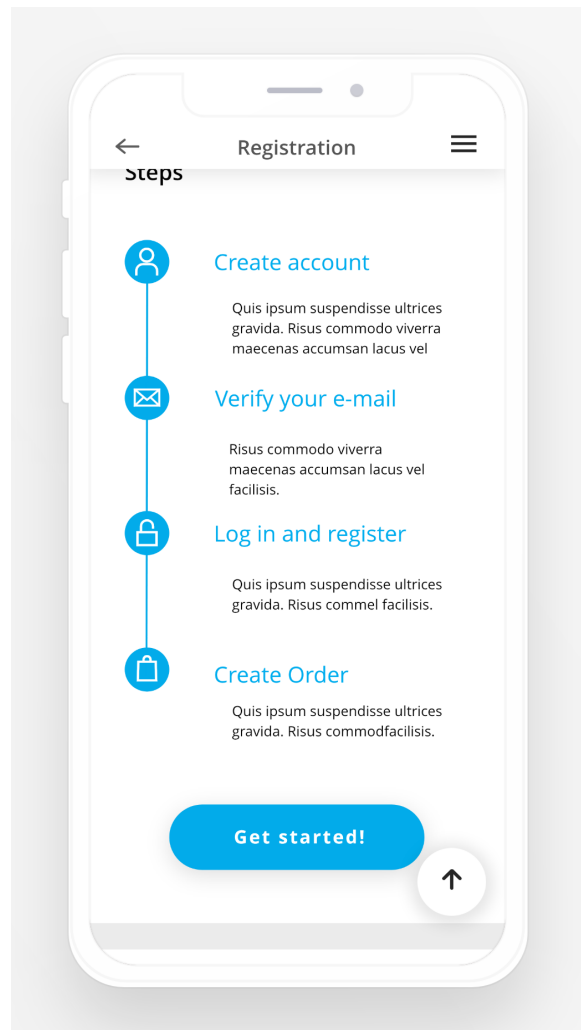 Registration
Steps
Create account
Quis ipsum suspendisse ultrices
gravida. Risus commodo viverra
maecenas accumsan lacus vel
Verify your e-mail
Risus commodo viverra
maecenas accumsan lacus vel
facilisis.
Log in and register
Quis ipsum suspendisse ultrices
gravida. Risus commel facilisis.
Create Order
Quis ipsum suspendisse ultrices
gravida. Risus commodfacilisis.
Get started!